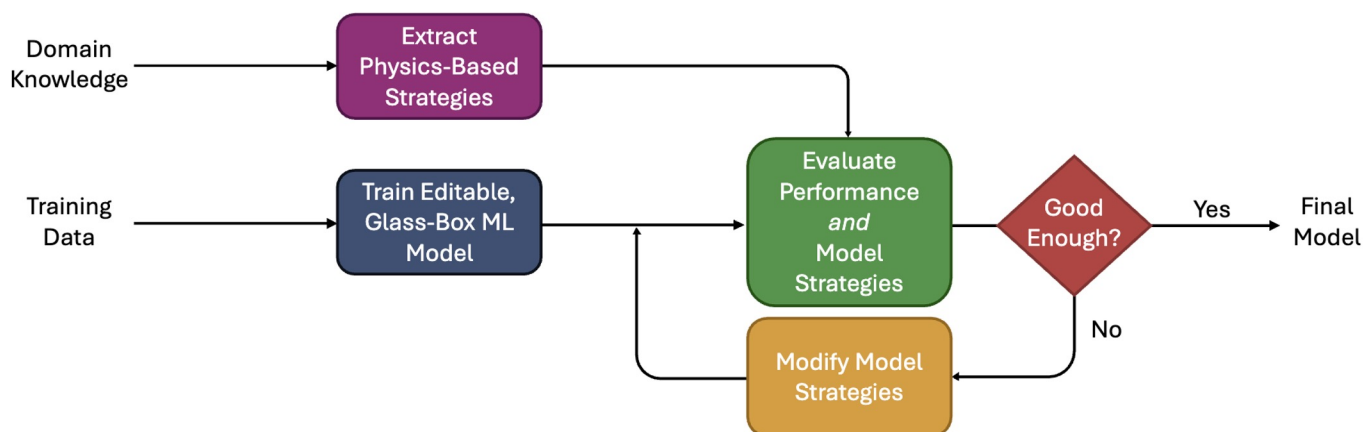 Domain
Knowledge
Extract
Physics-Based
Strategies
Training
Data
Train Editable,
Glass-Box ML
Model
Evaluate
Performance
and
Model
Strategies
Good
Enough?
Yes
Final
Model
No
Modify Model
Strategies